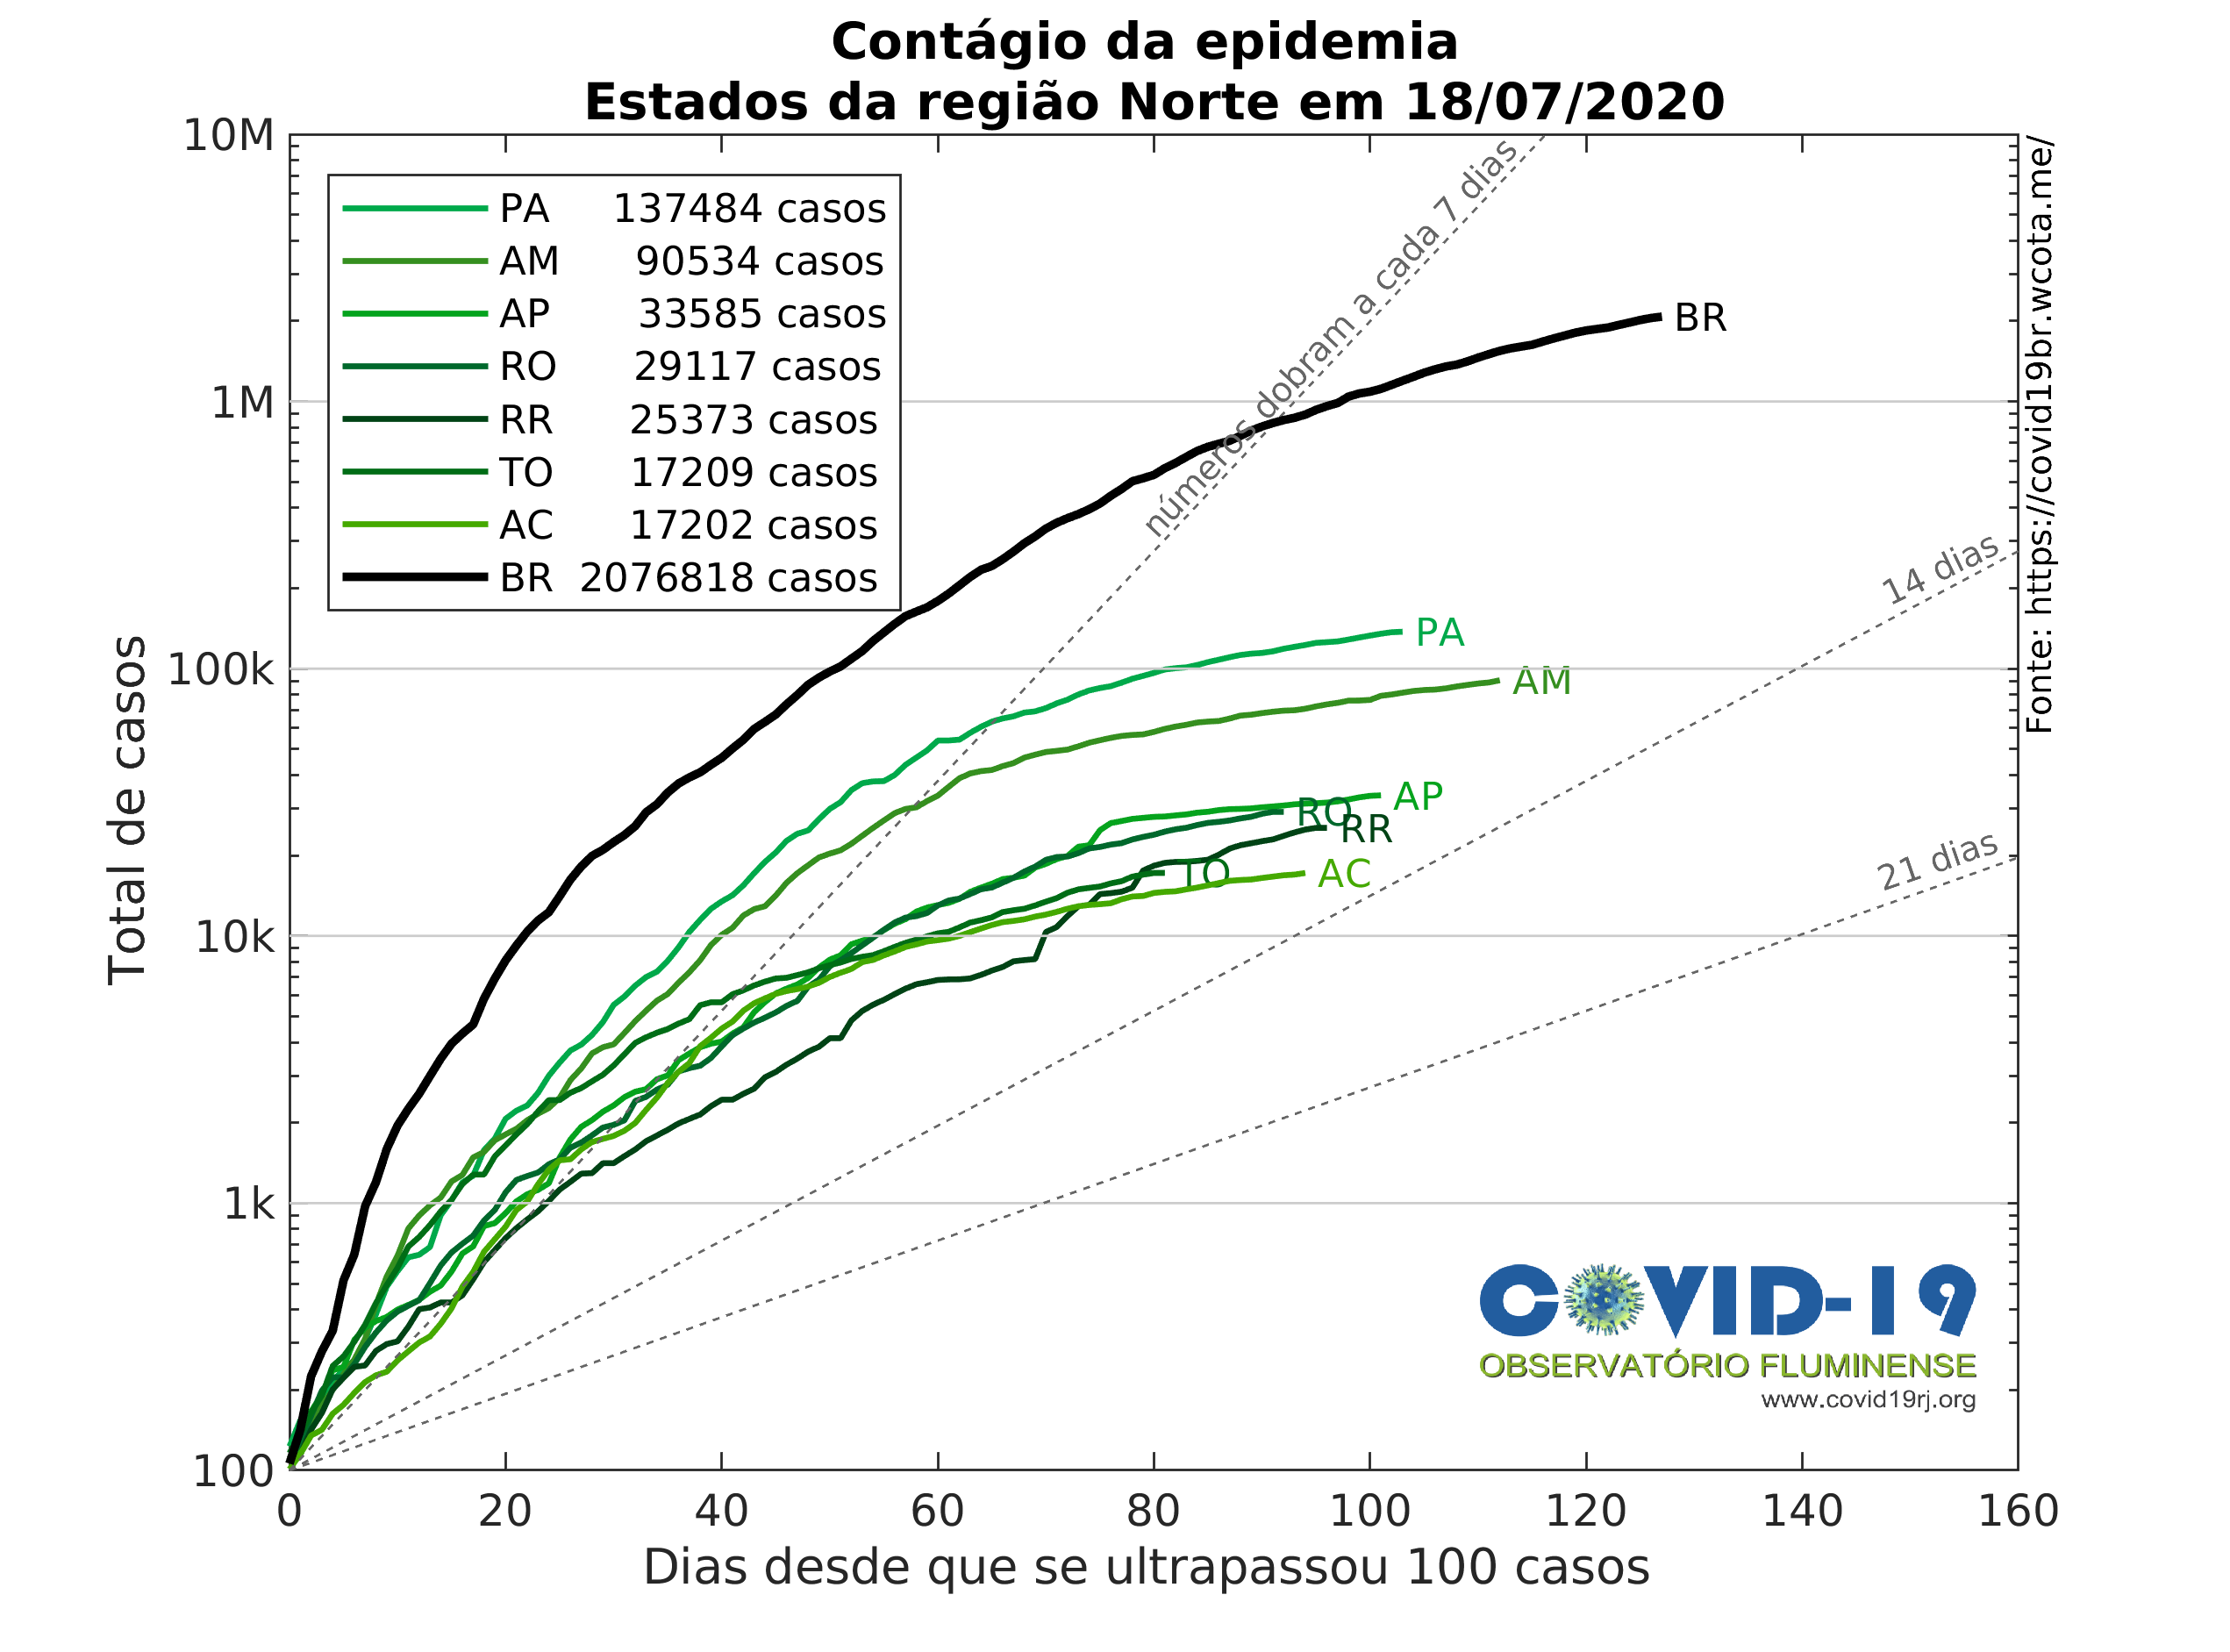 Contágio da epidemia
Estados da região Norte em 18/07/2020
10M
1M
100k
10k
1k
100
Total de casos
PA 137484 casos
AM 90534 casos
AP 33585 casos
RO 29117 casos
RR 25373 casos
TO 17209 casos
AC 17202 casos
BR 2076818 casos
números dobram a cada 7 dias
14 dias
21 dias
BR
PA
AM
AP
RO
RR
TO
AC
Fonte: https://covid19br.wcota.me/
COVID-19
OBSERVATÓRIO FLUMINENSE
www.covid19rj.org
0 20 40 60 80 100 120 140 160
Dias desde que se ultrapassou 100 casos